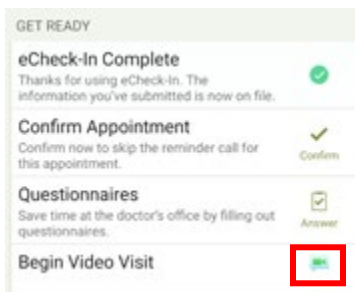 GET READY
eCheck-In Complete
Thanks for using eCheck-In. The
information you've submitted is now on file.
Confirm Appointment
Confirm now to skip the reminder call for
this appointment.
Confirm
Questionnaires
Save time at the doctor's office by filling out
questionnaires.
Answer
Begin Video Visit